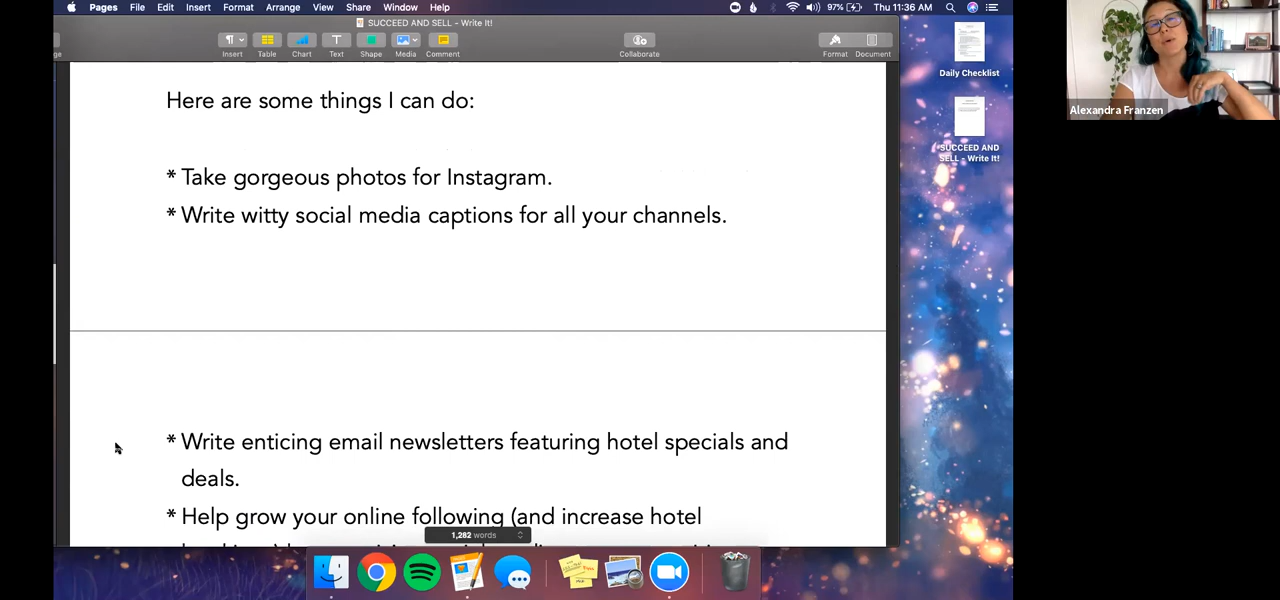 Pages File Edit Insert Format Arrange View Share Window Help 97% Thu 11:36 AM
SUCCEED AND SELL - Write It!
Insert Table Chart Text Shape Media Comment Collaborate Format Document
Here are some things I can do:
* Take gorgeous photos for Instagram.
* Write witty social media captions for all your channels.
* Write enticing email newsletters featuring hotel specials and
deals.
* Help grow your online following (and increase hotel
1,282 words
Daily Checklist
SUCCEED AND
SELL - Write It!
Alexandra Franzen